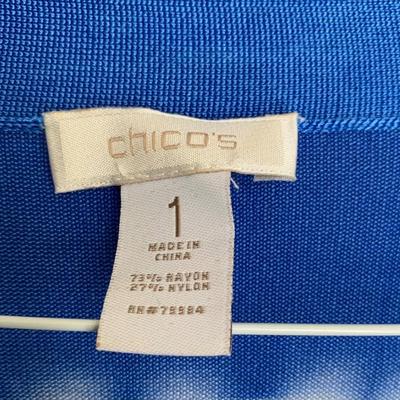 chico's
1
MADE IN
CHINA
73% RAYON
27% NYLON
RN#79984